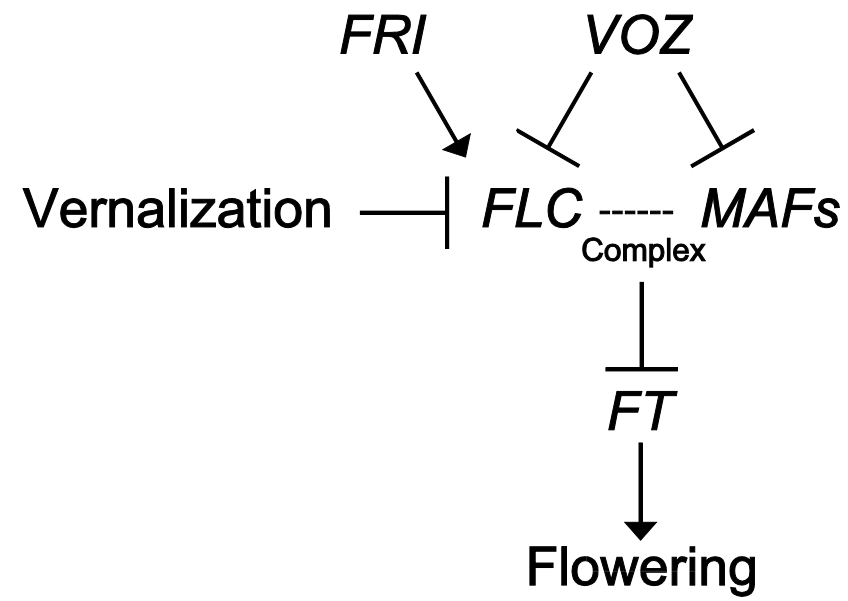 FRI VOZ
Vernalization FLC ------ MAFs
Complex
FT
Flowering